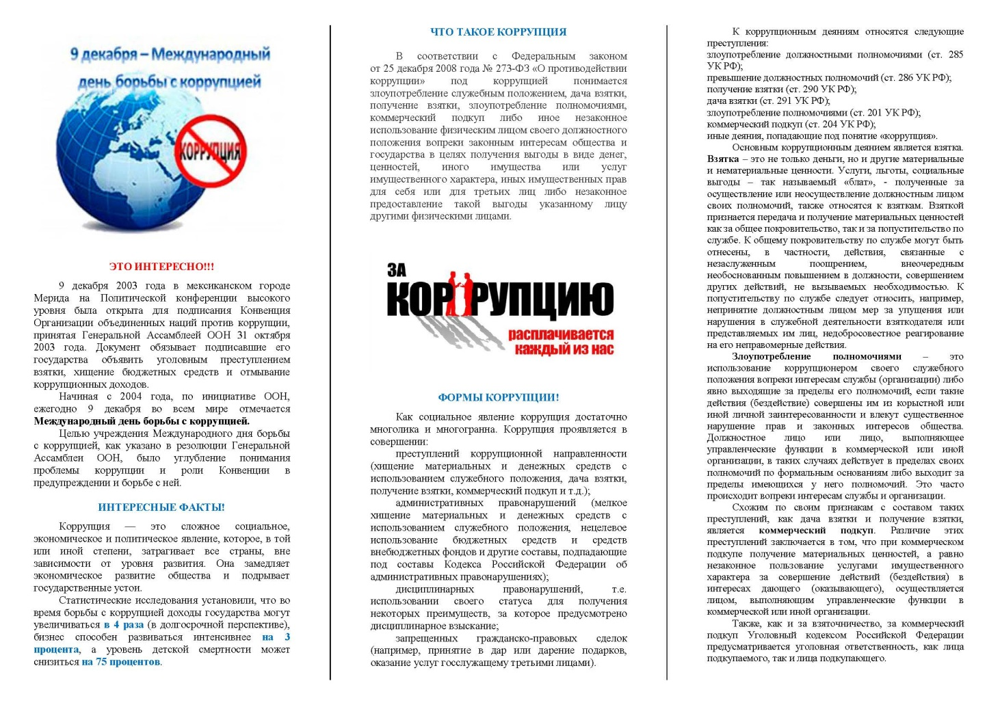 9 декабря – Международный
день борьбы с коррупцией
КОРРУПЦИЯ
ЭТО ИНТЕРЕСНО!!!
9 декабря 2003 года в мексиканском городе
Мерида на Политической конференции высокого
уровня была открыта для подписания Конвенция
Организации объединенных наций против коррупции,
принятая Генеральной Ассамблеей ООН 31 октября
2003 года. Документ обязывает подписавшие его
государства объявить уголовным преступлением
взятки, хищение бюджетных средств и отмывание
коррупционных доходов.
Начиная с 2004 года, по инициативе ООН,
ежегодно 9 декабря во всем мире отмечается
Международный день борьбы с коррупцией.
Целью учреждения Международного дня борьбы
с коррупцией, как указано в резолюции Генеральной
Ассамблеи ООН, было углубление понимания
проблемы коррупции и роли Конвенции в
предупреждении и борьбе с ней.
ИНТЕРЕСНЫЕ ФАКТЫ!
Коррупция — это сложное социальное,
экономическое и политическое явление, которое, в той
или иной степени, затрагивает все страны, вне
зависимости от уровня развития. Она замедляет
экономическое развитие общества и подрывает
государственные устои.
Статистические исследования установили, что во
время борьбы с коррупцией доходы государства могут
увеличиваться в 4 раза (в долгосрочной перспективе),
бизнес способен развиваться интенсивнее на 3
процента, а уровень детской смертности может
снизиться на 75 процентов.
ЧТО ТАКОЕ КОРРУПЦИЯ
В соответствии с Федеральным законом
от 25 декабря 2008 года № 273-ФЗ «О противодействии
коррупции» под коррупцией понимается
злоупотребление служебным положением, дача взятки,
получение взятки, злоупотребление полномочиями,
коммерческий подкуп либо иное незаконное
использование физическим лицом своего должностного
положения вопреки законным интересам общества и
государства в целях получения выгоды в виде денег,
ценностей, иного имущества или услуг
имущественного характера, иных имущественных прав
для себя или для третьих лиц либо незаконное
предоставление такой выгоды указанному лицу
другими физическими лицами.
ЗА
КОРРУПЦИЮ
расплачивается
каждый из нас
ФОРМЫ КОРРУПЦИИ!
Как социальное явление коррупция достаточно
многолика и многогранна. Коррупция проявляется в
совершении:
преступлений коррупционной направленности
(хищение материальных и денежных средств с
использованием служебного положения, дача взятки,
получение взятки, коммерческий подкуп и т.д.);
административных правонарушений (мелкое
хищение материальных и денежных средств с
использованием служебного положения, нецелевое
использование бюджетных средств и средств
внебюджетных фондов и другие составы, подпадающие
под составы Кодекса Российской Федерации об
административных правонарушениях);
дисциплинарных правонарушений, т.е.
использовании своего статуса для получения
некоторых преимуществ, за которое предусмотрено
дисциплинарное взыскание;
запрещенных гражданско-правовых сделок
(например, принятие в дар или дарение подарков,
оказание услуг госслужащему третьими лицами).
К коррупционным деяниям относятся следующие
преступления:
злоупотребление должностными полномочиями (ст. 285
УК РФ);
превышение должностных полномочий (ст. 286 УК РФ);
получение взятки (ст. 290 УК РФ);
дача взятки (ст. 291 УК РФ);
злоупотребление полномочиями (ст. 201 УК РФ);
коммерческий подкуп (ст. 204 УК РФ);
иные деяния, попадающие под понятие «коррупция».
Основным коррупционным деянием является взятка.
Взятка – это не только деньги, но и другие материальные
и нематериальные ценности. Услуги, льготы, социальные
выгоды – так называемый «блат», - полученные за
осуществление или неосуществление должностным лицом
своих полномочий, также относятся к взяткам. Взяткой
признается передача и получение материальных ценностей
как за общее покровительство, так и за попустительство по
службе. К общему покровительству по службе могут быть
отнесены, в частности, действия, связанные с
незаслуженным поощрением, внеочередным
необоснованным повышением в должности, совершением
других действий, не вызываемых необходимостью. К
попустительству по службе следует относить, например,
непринятие должностным лицом мер за упущения или
нарушения в служебной деятельности взяткодателя или
представляемых им лиц, недобросовестное реагирование
на его неправомерные действия.
Злоупотребление полномочиями – это
использование коррупционером своего служебного
положения вопреки интересам службы (организации) либо
явно выходящие за пределы его полномочий, если такие
действия (бездействие) совершены им из корыстной или
иной личной заинтересованности и влекут существенное
нарушение прав и законных интересов общества.
Должностное лицо или лицо, выполняющее
управленческие функции в коммерческой или иной
организации, в таких случаях действует в пределах своих
полномочий по формальным основаниям либо выходит за
пределы имеющихся у него полномочий. Это часто
происходит вопреки интересам службы и организации.
Схожим по своим признакам с составом таких
преступлений, как дача взятки и получение взятки,
является коммерческий подкуп. Различие этих
преступлений заключается в том, что при коммерческом
подкупе получение материальных ценностей, а равно
незаконное пользование услугами имущественного
характера за совершение действий (бездействия) в
интересах дающего (оказывающего), осуществляется
лицом, выполняющим управленческие функции в
коммерческой или иной организации.
Также, как и за взяточничество, за коммерческий
подкуп Уголовный кодексом Российской Федерации
предусматривается уголовная ответственность, как лица
подкупаемого, так и лица подкупающего.